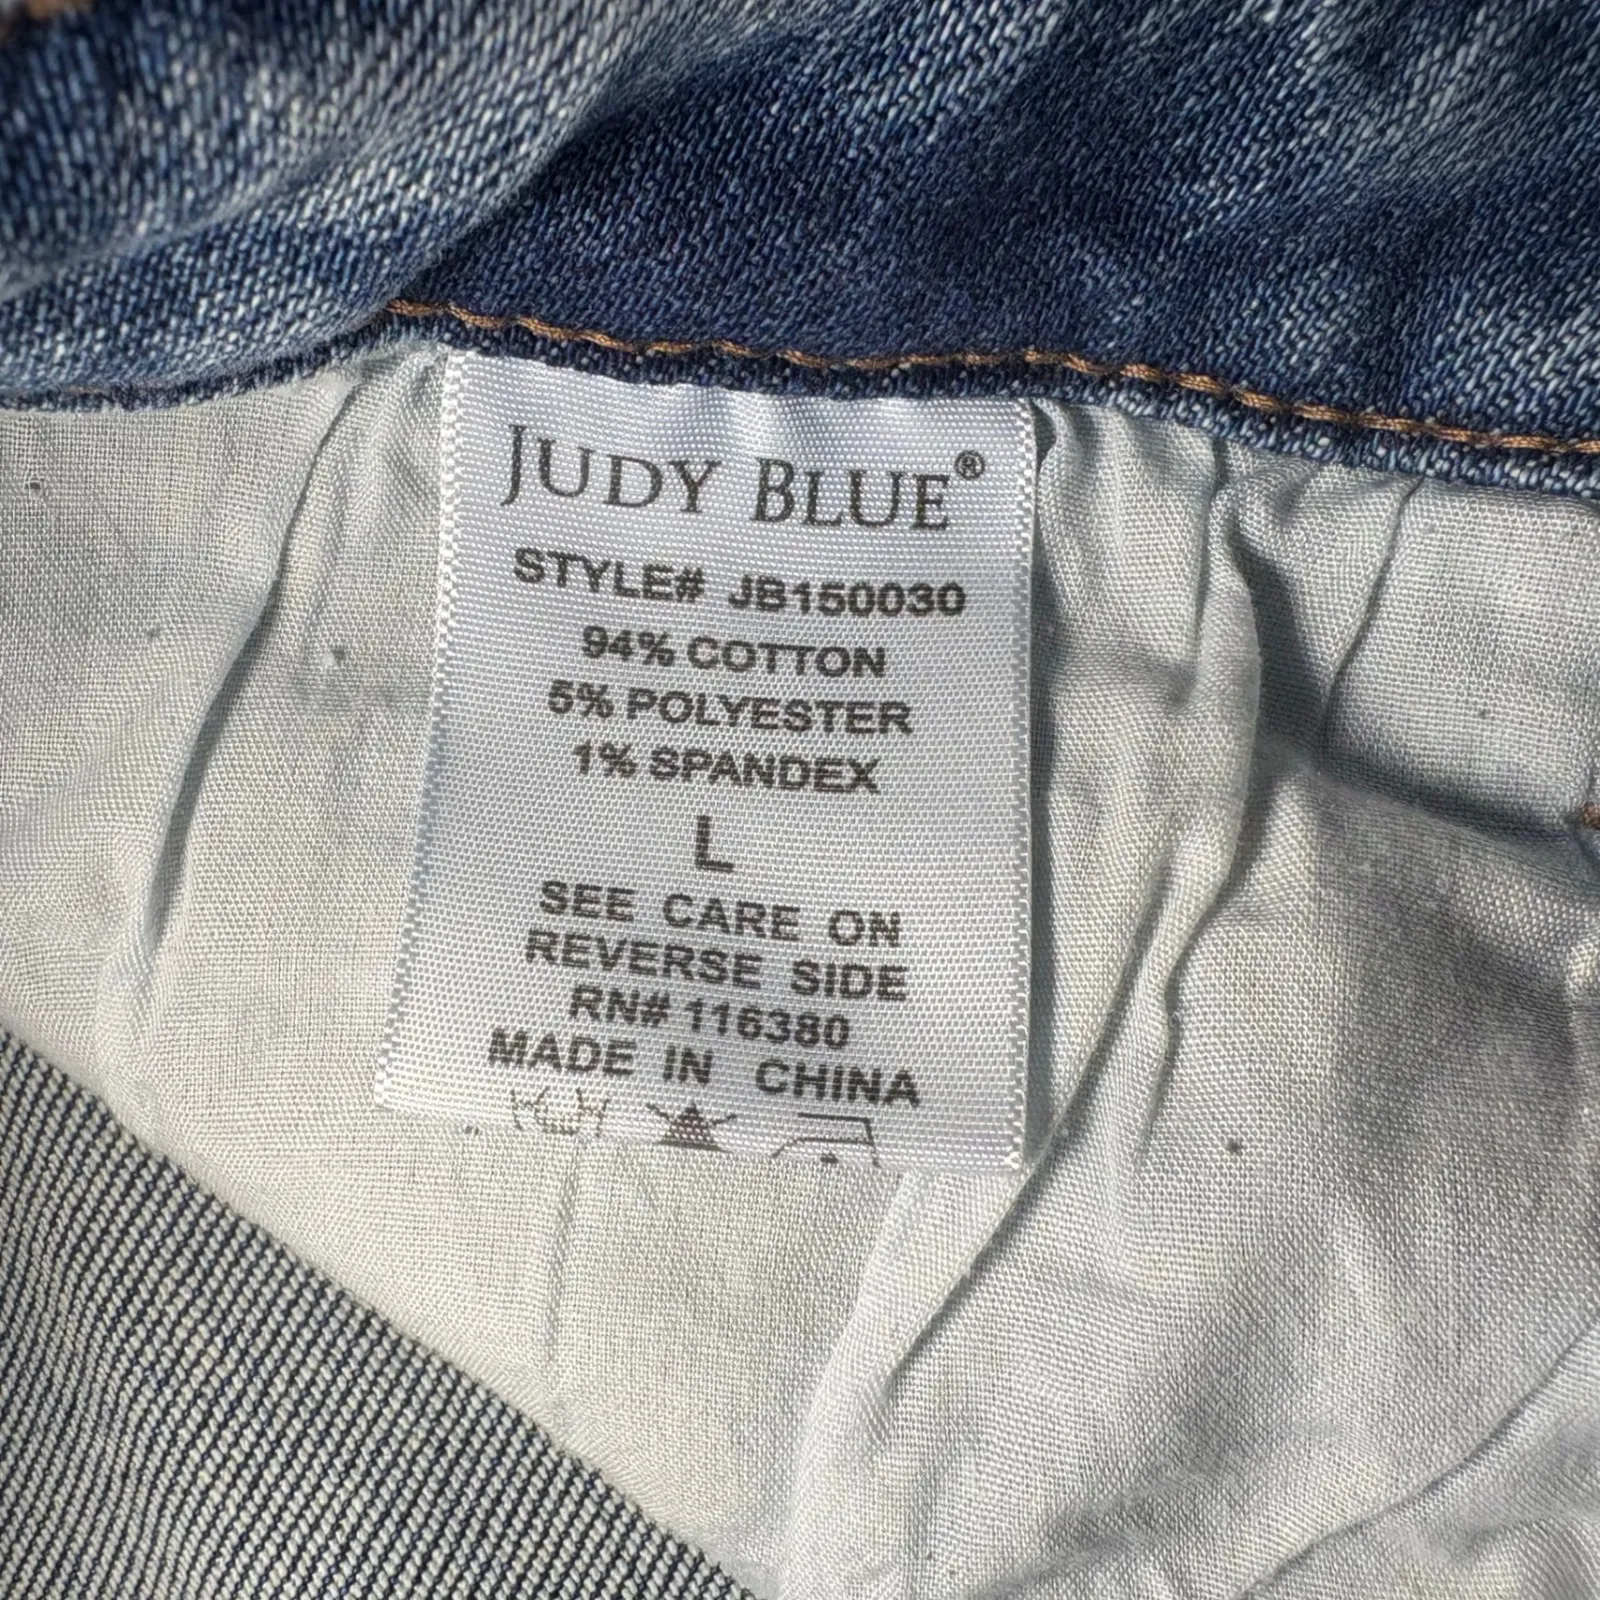 JUDY BLUE®
STYLE# JB150030
94% COTTON
5% POLYESTER
1% SPANDEX
L
SEE CARE ON
REVERSE SIDE
RN# 116380
MADE IN CHINA